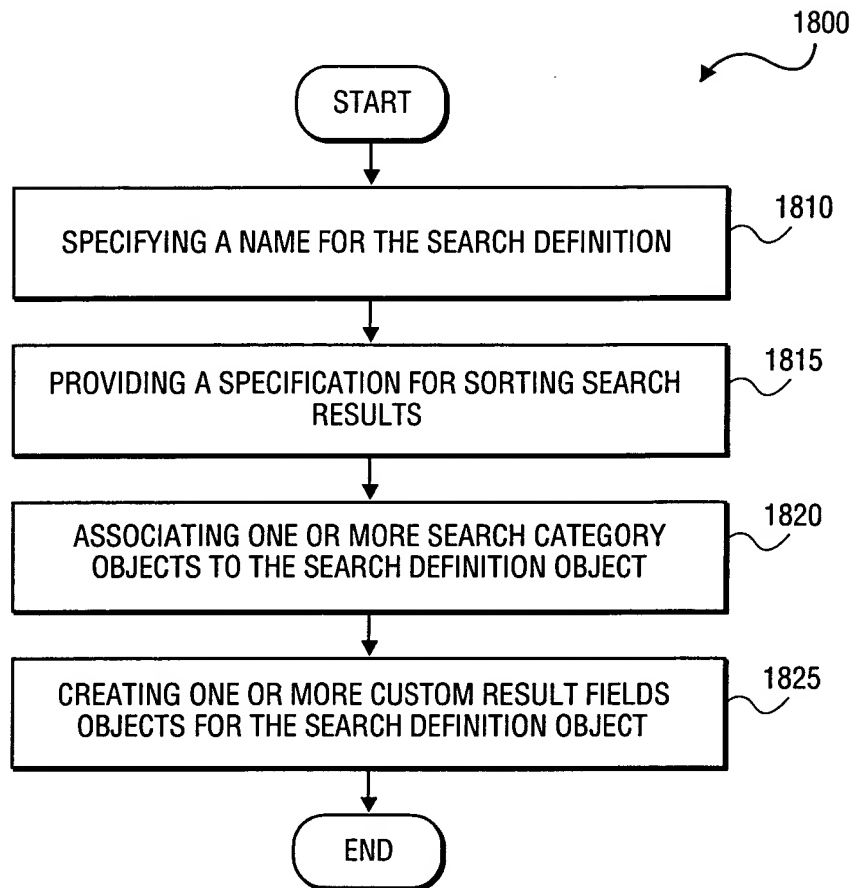 1800
START
1810
SPECIFYING A NAME FOR THE SEARCH DEFINITION
1815
PROVIDING A SPECIFICATION FOR SORTING SEARCH
RESULTS
1820
ASSOCIATING ONE OR MORE SEARCH CATEGORY
OBJECTS TO THE SEARCH DEFINITION OBJECT
1825
CREATING ONE OR MORE CUSTOM RESULT FIELDS
OBJECTS FOR THE SEARCH DEFINITION OBJECT
END